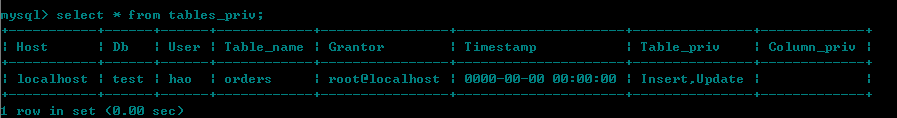 mysql> select * from tables_priv;
+-----------+------+------+------------+----------------+---------------------+---------------+-------------+
| Host      | Db   | User | Table_name | Grantor        | Timestamp           | Table_priv    | Column_priv |
+-----------+------+------+------------+----------------+---------------------+---------------+-------------+
| localhost | test | hao  | orders     | root@localhost | 0000-00-00 00:00:00 | Insert,Update |             |
+-----------+------+------+------------+----------------+---------------------+---------------+-------------+
1 row in set (0.00 sec)